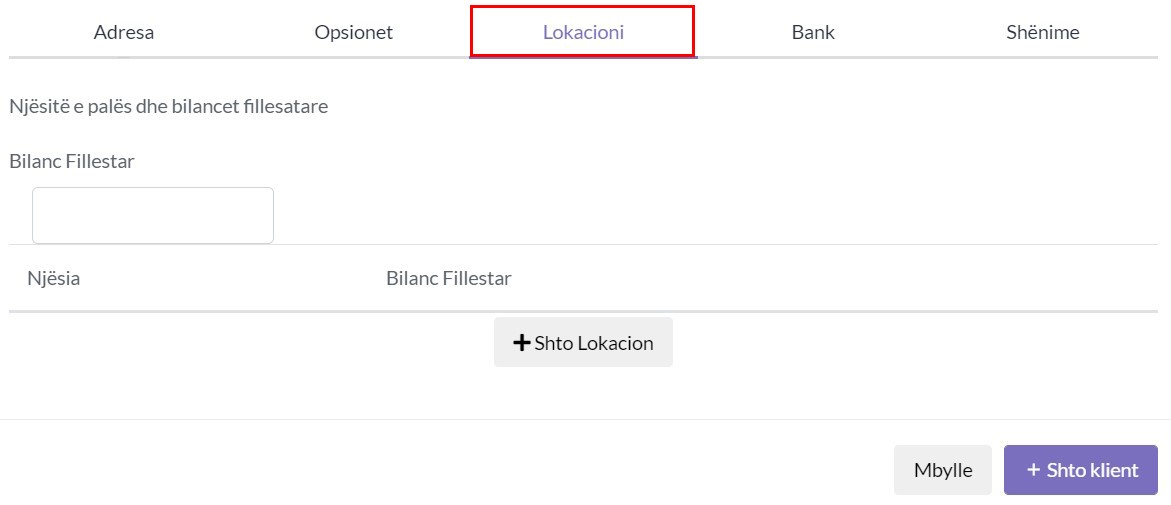 Adresa Opsionet Lokacioni Bank Shënime
Njësitë e palës dhe bilancet fillesatare
Bilanc Fillestar
Njësia Bilanc Fillestar
+ Shto Lokacion
Mbylle + Shto klient